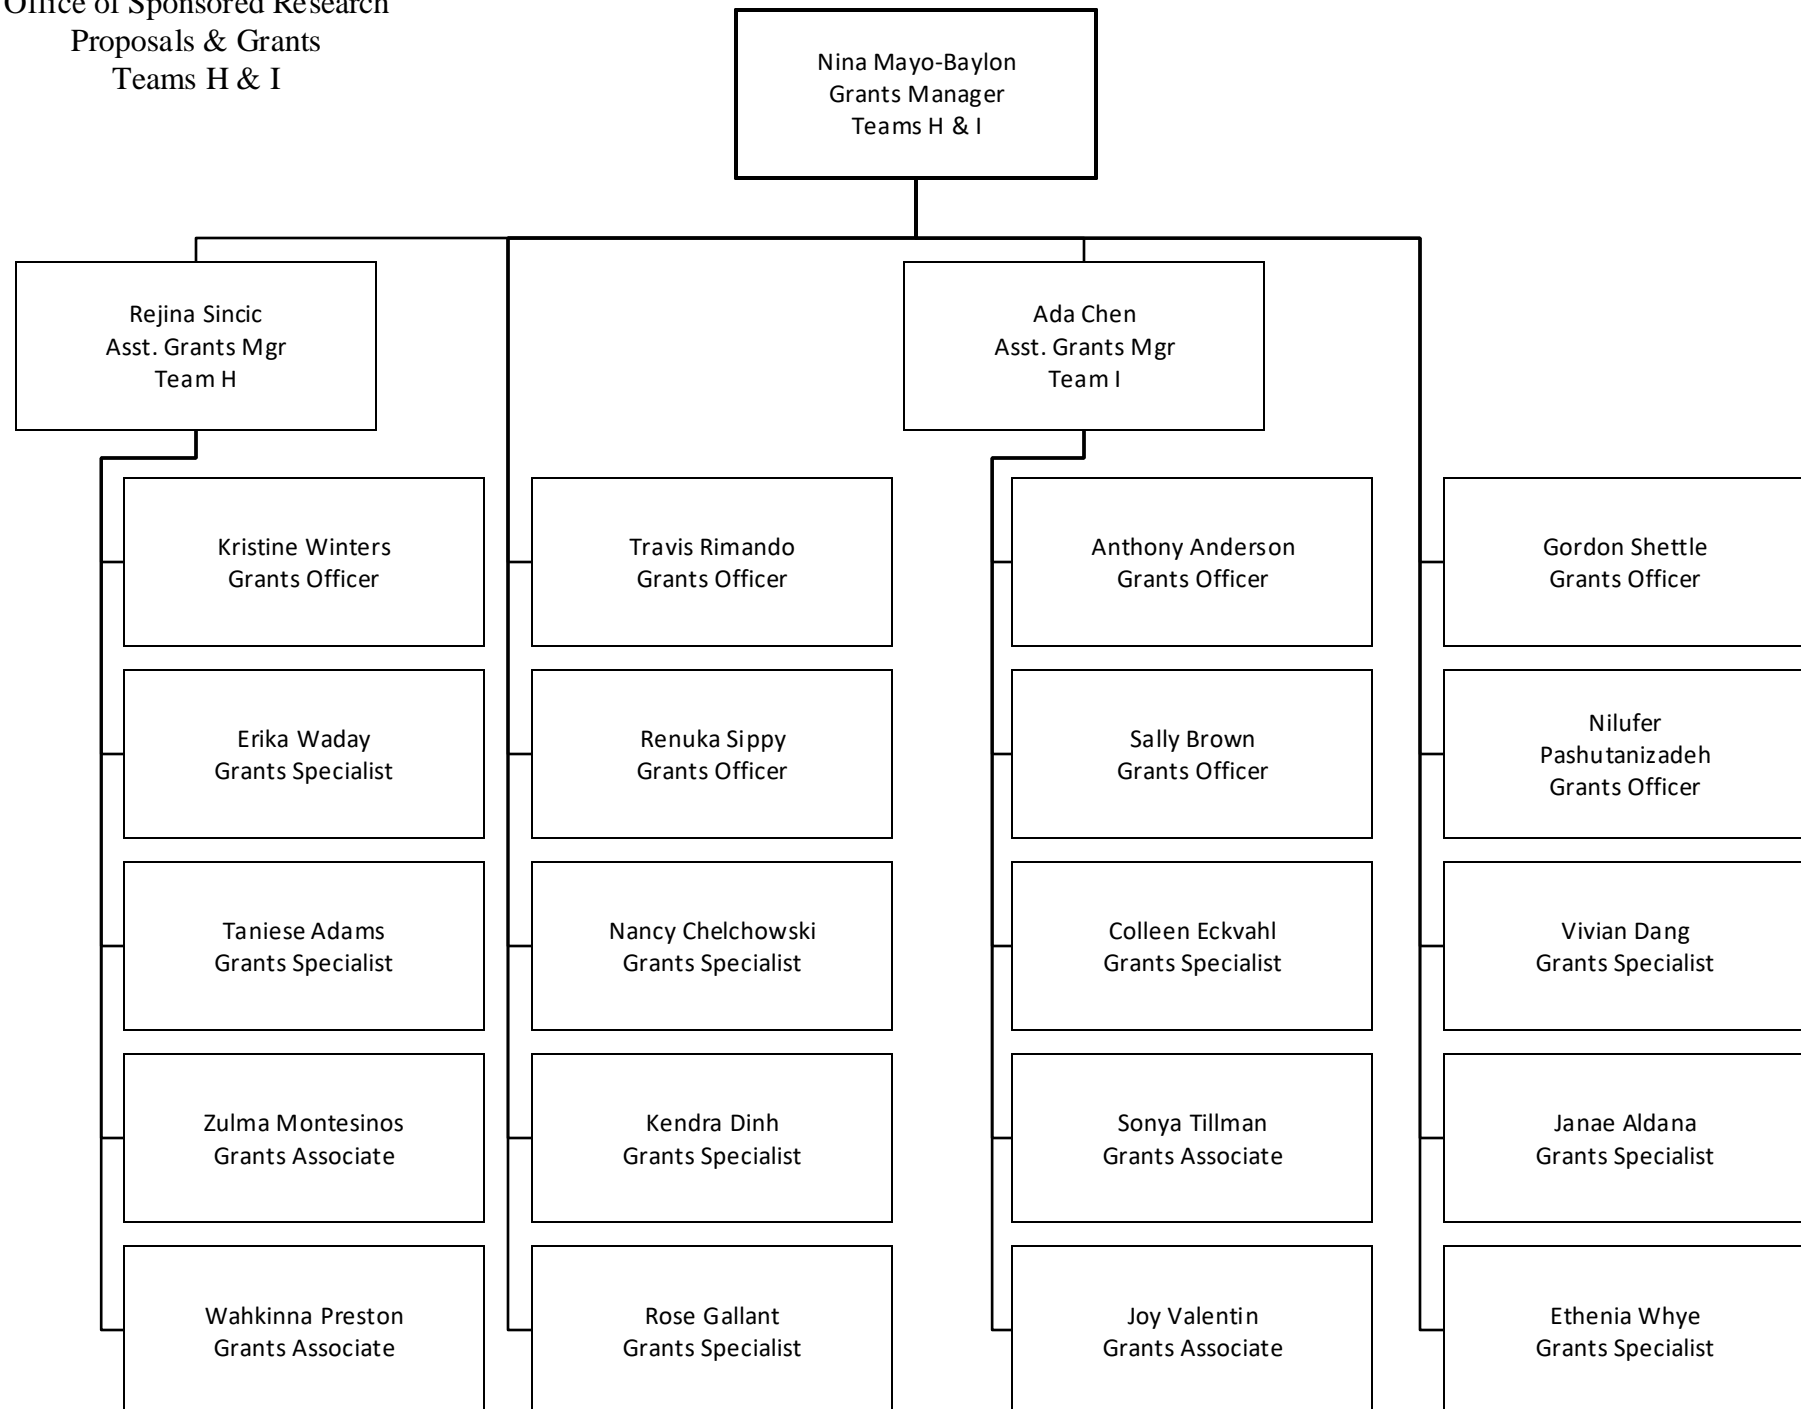 Office of Sponsored Research
Proposals & Grants
Teams H & I
Nina Mayo-Baylon
Grants Manager
Teams H & I
Rejina Sincic
Asst. Grants Mgr
Team H
Ada Chen
Asst. Grants Mgr
Team I
Kristine Winters
Grants Officer
Erika Waday
Grants Specialist
Taniese Adams
Grants Specialist
Zulma Montesinos
Grants Associate
Wahkinna Preston
Grants Associate
Travis Rimando
Grants Officer
Renuka Sippy
Grants Officer
Nancy Chelchowski
Grants Specialist
Kendra Dinh
Grants Specialist
Rose Gallant
Grants Specialist
Anthony Anderson
Grants Officer
Sally Brown
Grants Officer
Colleen Eckvahl
Grants Specialist
Sonya Tillman
Grants Associate
Joy Valentin
Grants Associate
Gordon Shettle
Grants Officer
Nilufer
Pashutanizadeh
Grants Officer
Vivian Dang
Grants Specialist
Janae Aldana
Grants Specialist
Ethenia Whye
Grants Specialist